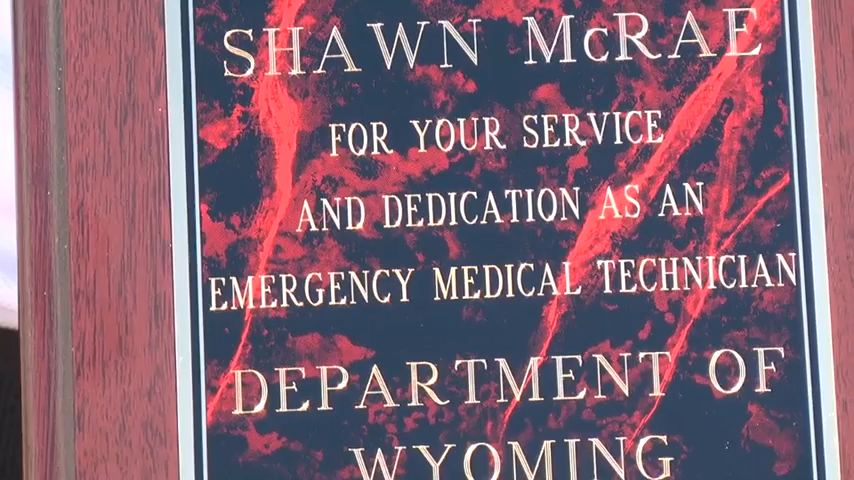 SHAWN McRAE
FOR YOUR SERVICE
AND DEDICATION AS AN
EMERGENCY MEDICAL TECHNICIAN
DEPARTMENT OF
WYOMING